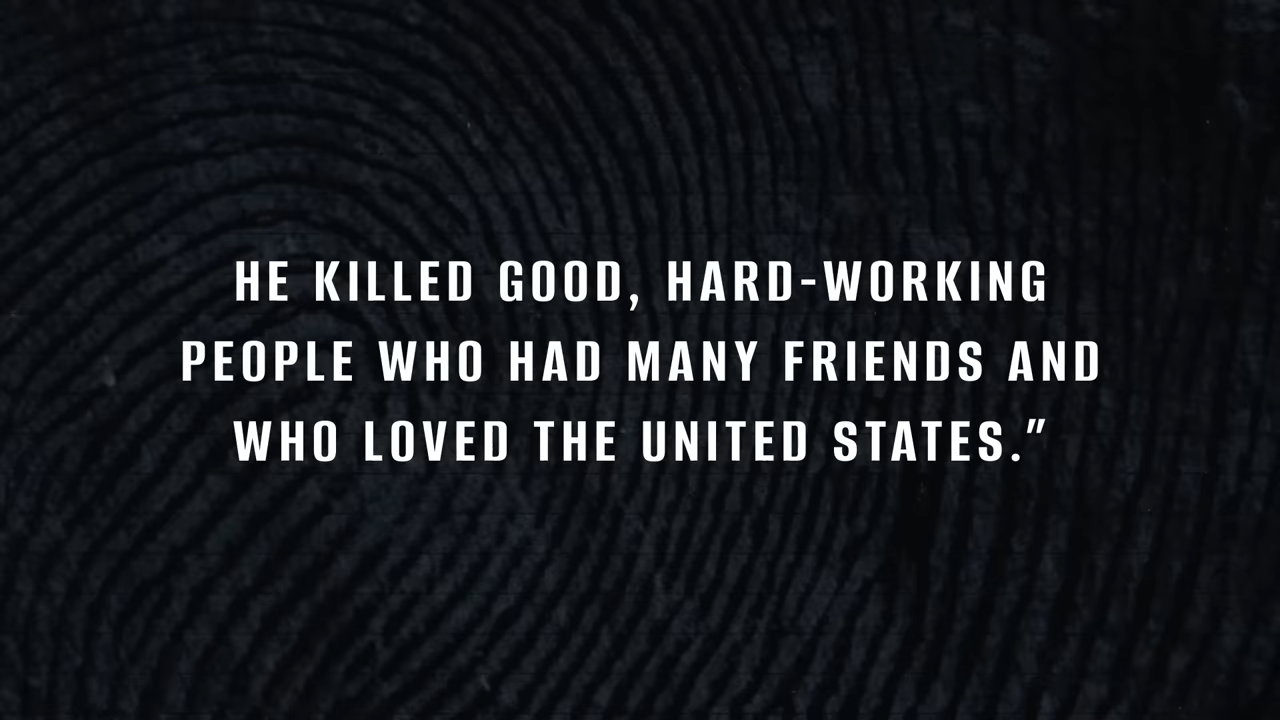 HE KILLED GOOD, HARD-WORKING
PEOPLE WHO HAD MANY FRIENDS AND
WHO LOVED THE UNITED STATES.”